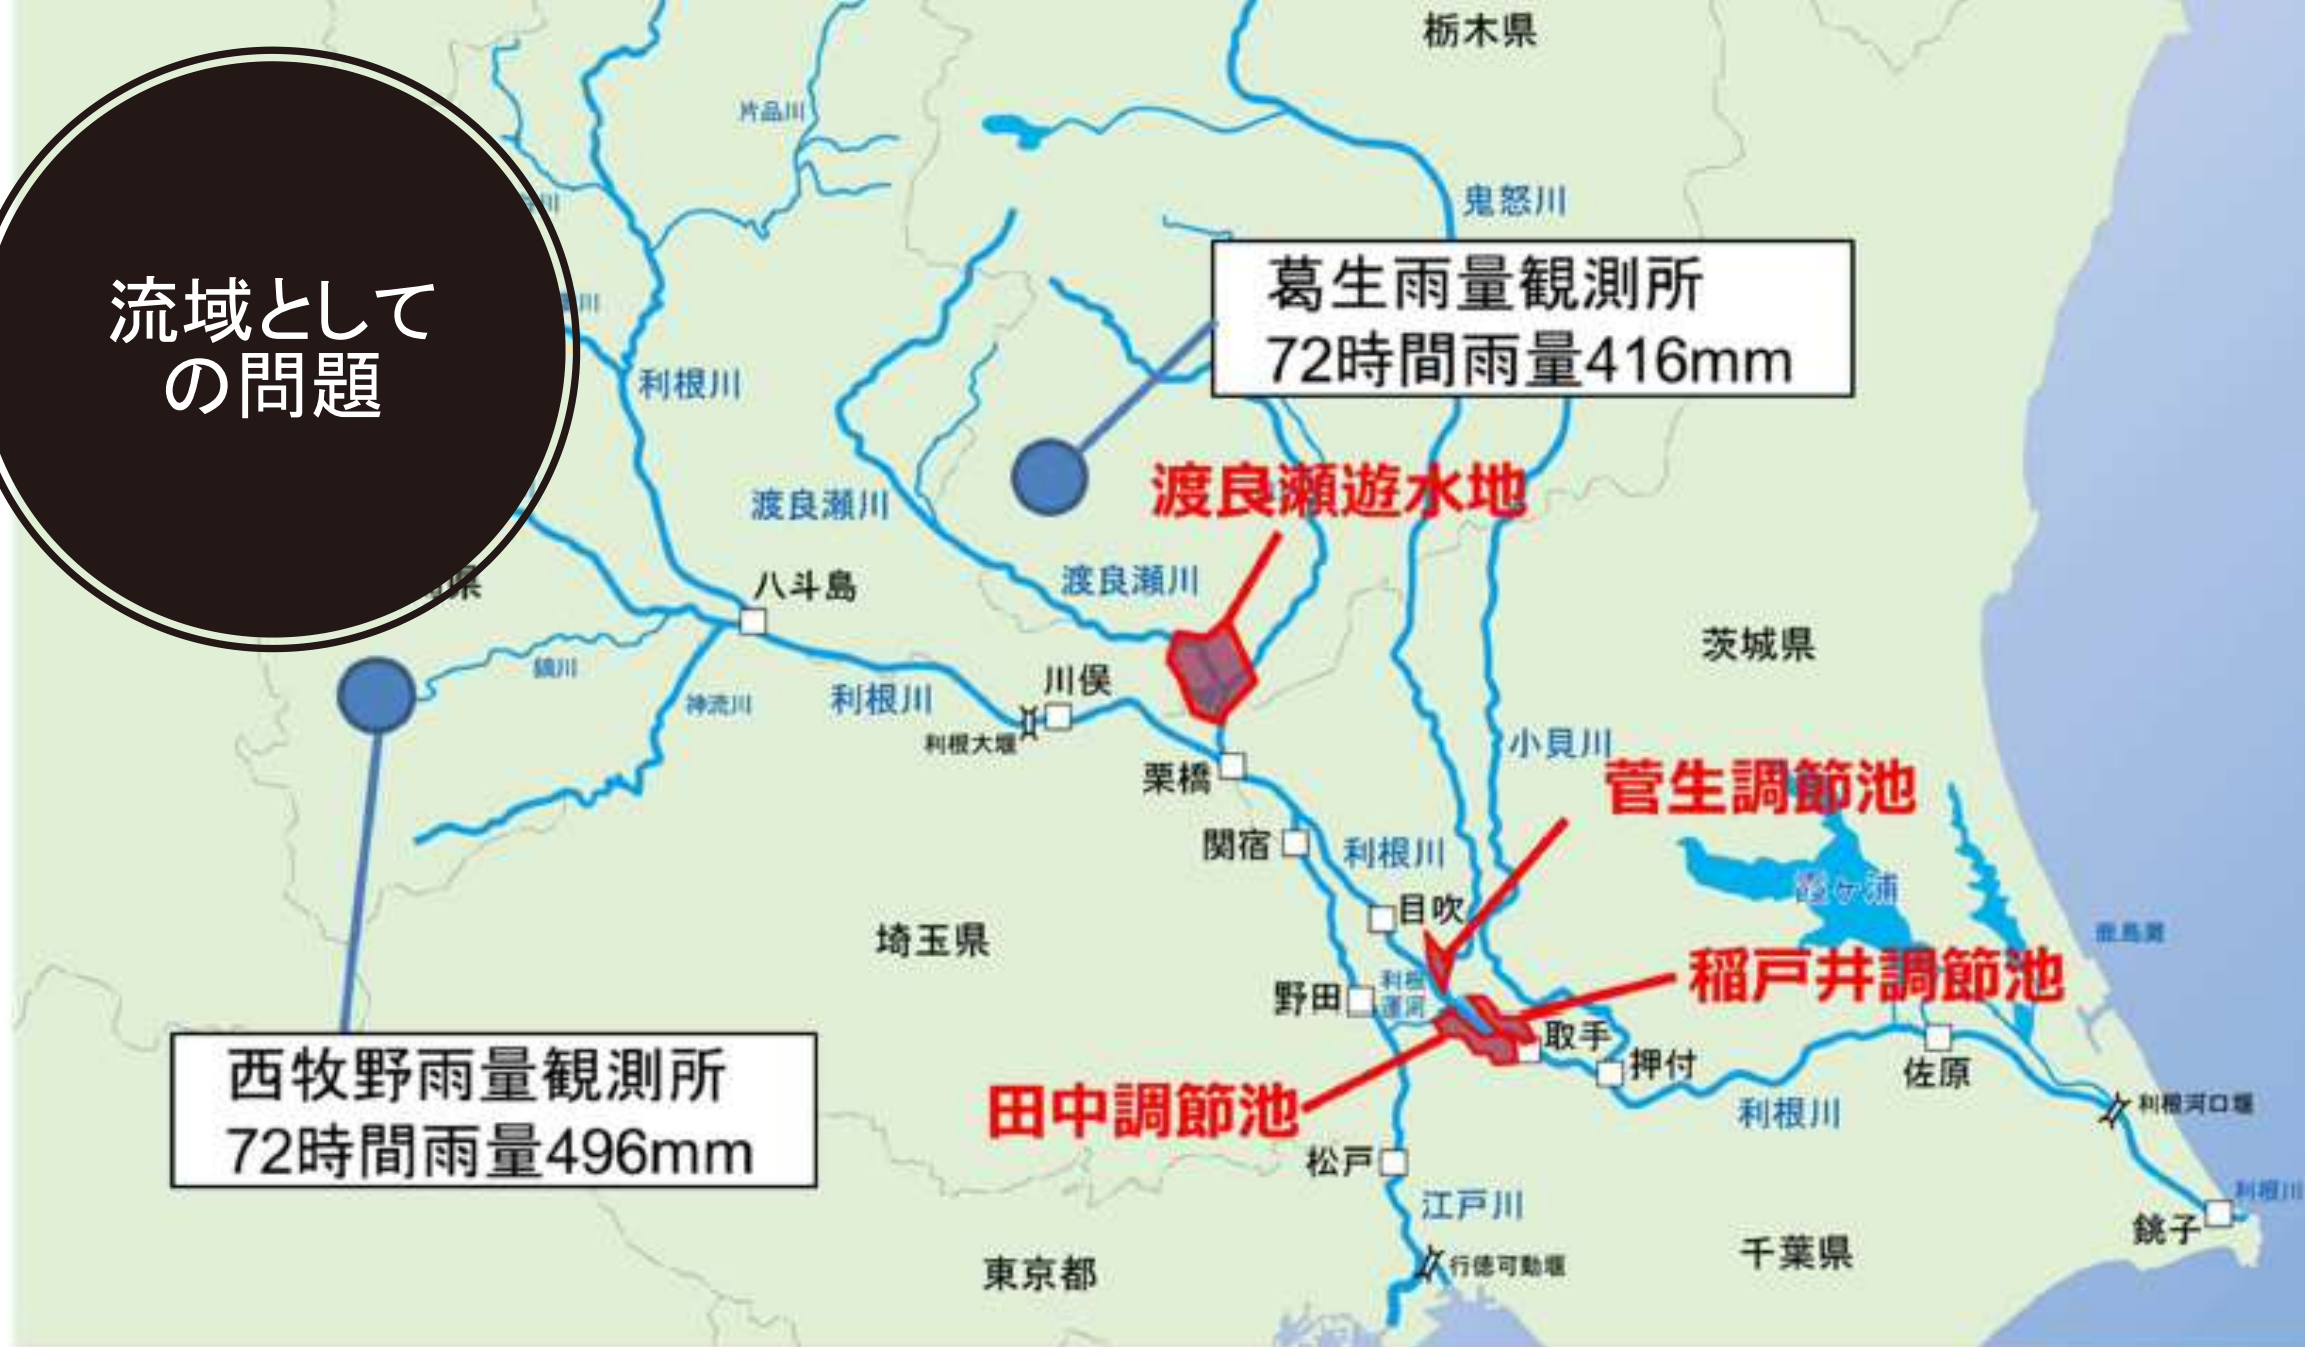 流域として
の問題
栃木県
片品川
鬼怒川
葛生雨量観測所
72時間雨量416mm
利根川
渡良瀬遊水地
渡良瀬川
渡良瀬川
八斗島
茨城県
鏑川
神流川
利根川
川俣
利根大堰
小貝川
栗橋
菅生調節池
関宿
利根川
霞ヶ浦
目吹
鹿島灘
埼玉県
稲戸井調節池
野田
利根
運河
取手
押付
佐原
西牧野雨量観測所
72時間雨量496mm
田中調節池
利根川
利根河口堰
松戸
江戸川
利根川
銚子
千葉県
行徳可動堰
東京都